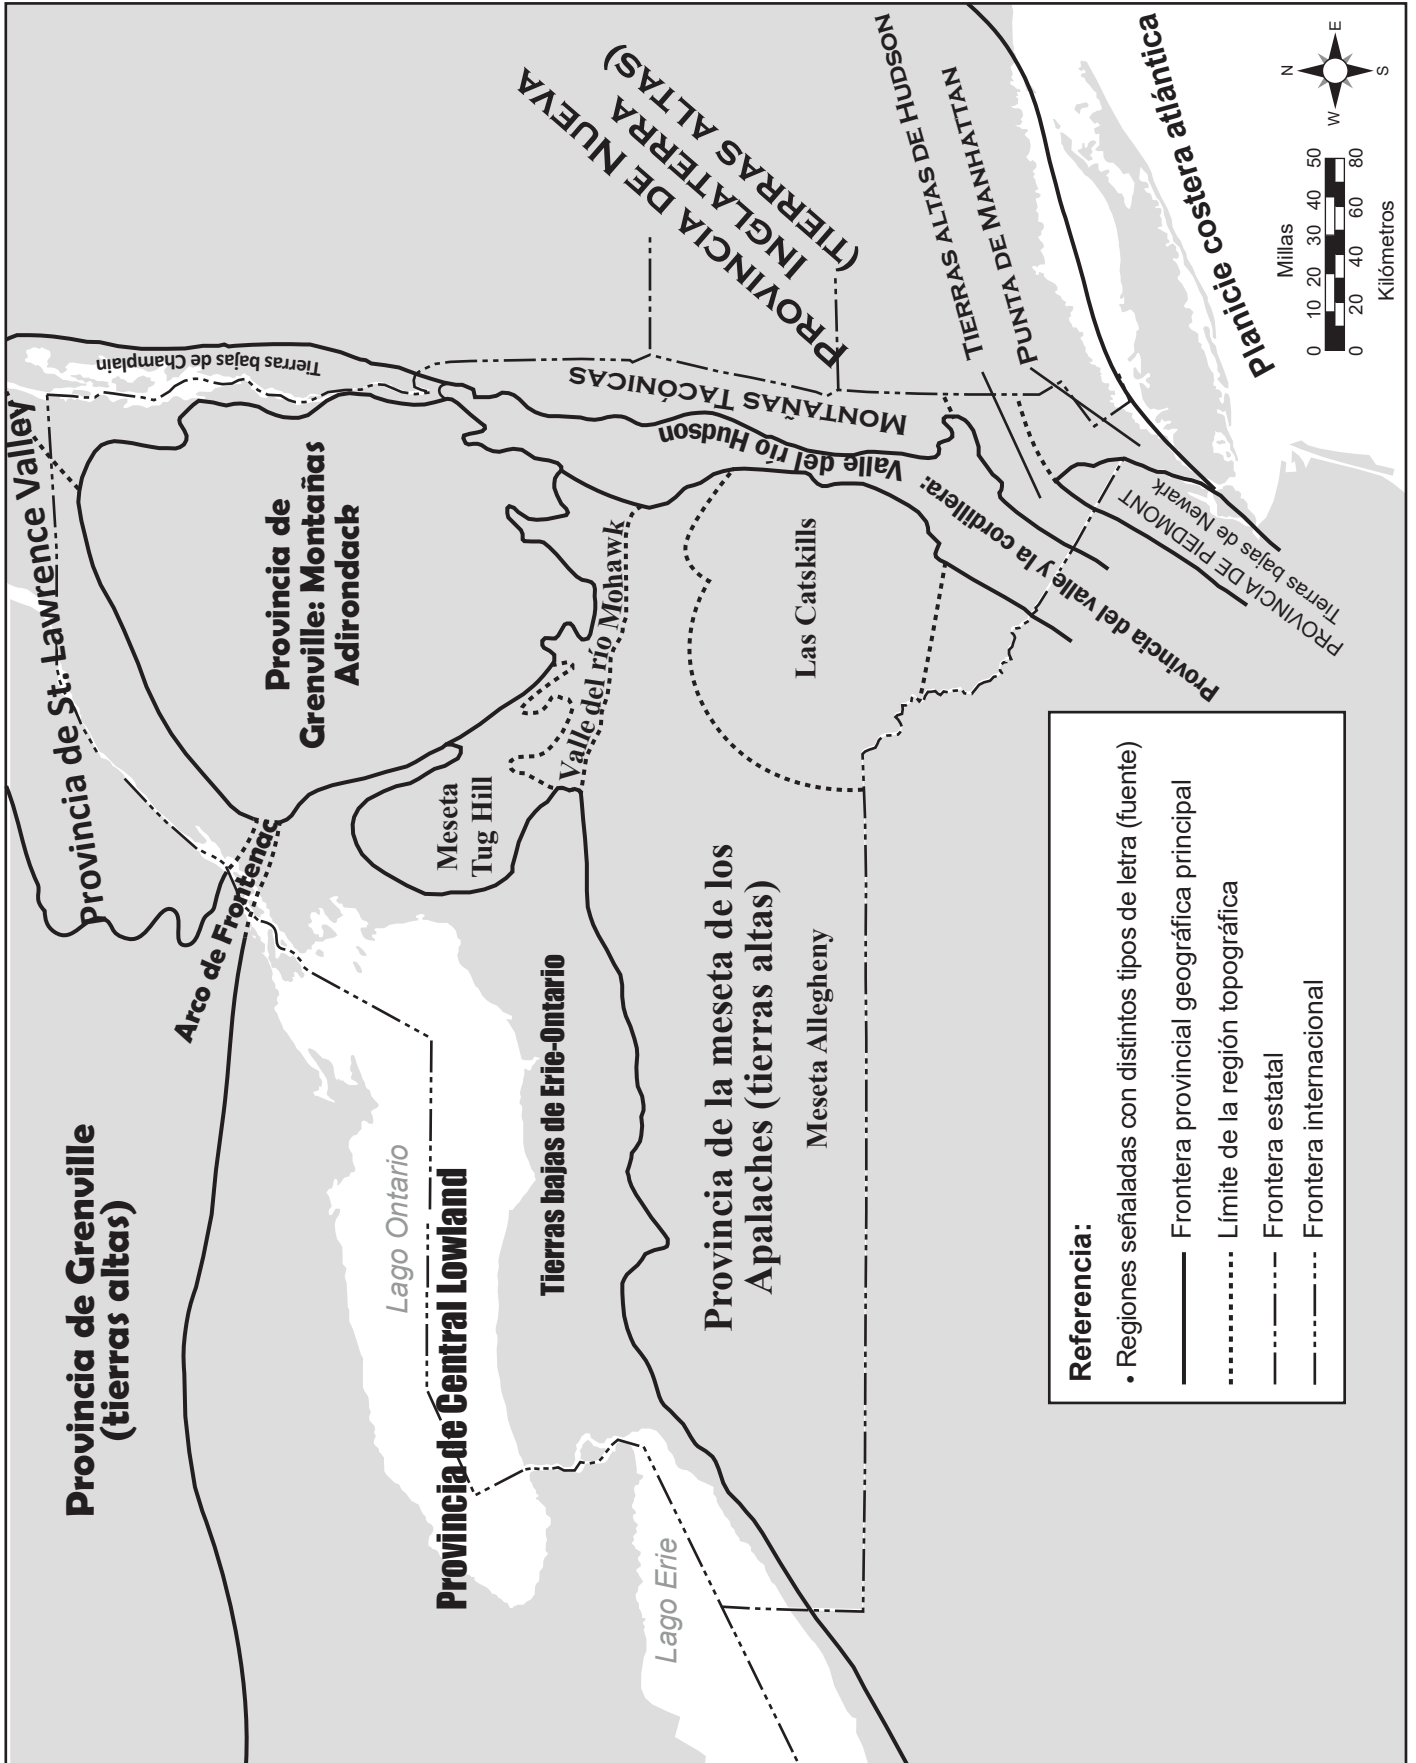 Provincia de Grenville
(tierras altas)
Provincia de St. Lawrence Valley
Arco de Frontenac
Provincia de
Grenville: Montañas
Adirondack
Tierras bajas de Champlain
Lago Ontario
Provincia de Central Lowland
Meseta
Tug Hill
Valle del río Mohawk
Tierras bajas de Erie-Ontario
Lago Erie
Provincia de la meseta de los
Apalaches (tierras altas)
Meseta Allegheny
Las Catskills
PROVINCIA DE NUEVA
INGLATERRA
(TIERRAS ALTAS)
MONTAÑAS TACÓNICAS
Provincia del valle y la cordillera:
Valle del río Hudson
TIERRAS ALTAS DE HUDSON
PUNTA DE MANHATTAN
PROVINCIA DE PIEDMONT
Tierras bajas de Newark
Planicie costera atlántica
Referencia:
• Regiones señaladas con distintos tipos de letra (fuente)
Frontera provincial geográfica principal
Límite de la región topográfica
Frontera estatal
Frontera internacional
Millas
0 10 20 30 40 50
0 20 40 60 80
Kilómetros
N
W E
S